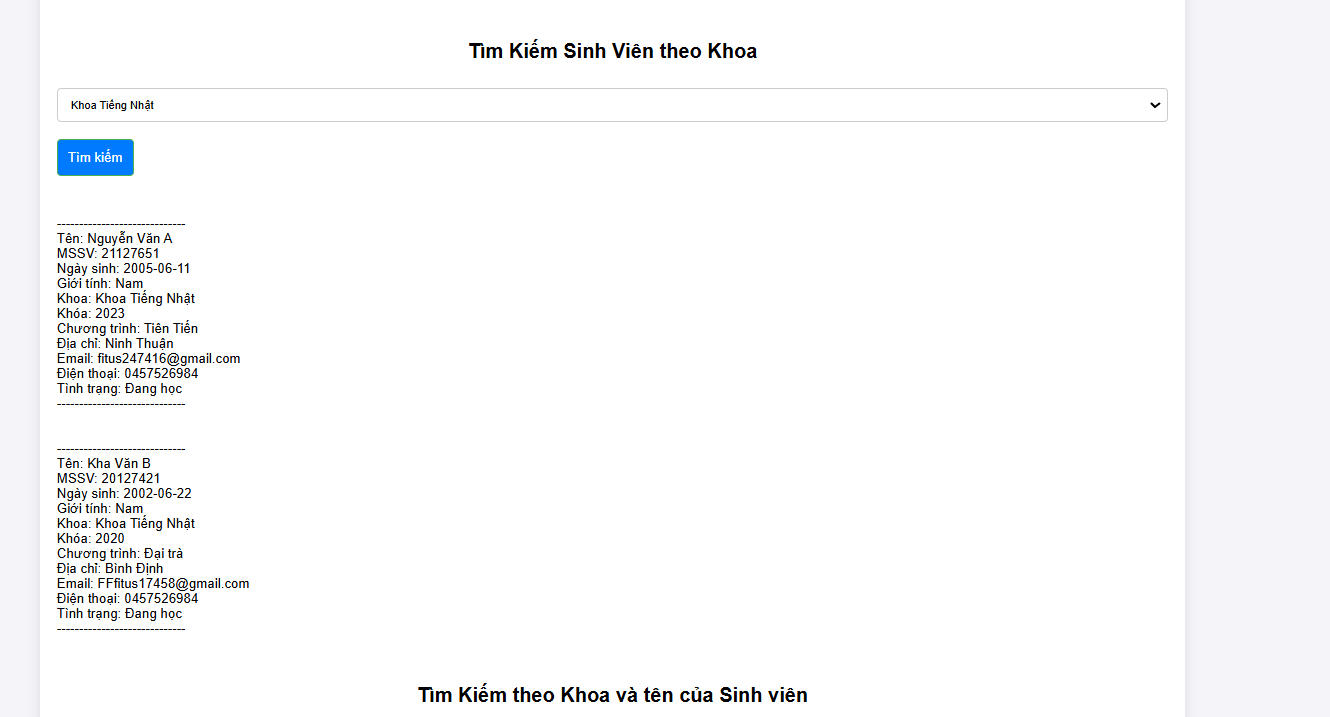 Tìm Kiếm Sinh Viên theo Khoa
Khoa Tiếng Nhật
Tìm kiếm
-----------------------------
Tên: Nguyễn Văn A
MSSV: 21127651
Ngày sinh: 2005-06-11
Giới tính: Nam
Khoa: Khoa Tiếng Nhật
Khóa: 2023
Chương trình: Tiên Tiến
Địa chỉ: Ninh Thuận
Email: fitus247416@gmail.com
Điện thoại: 0457526984
Tình trạng: Đang học
-----------------------------
-----------------------------
Tên: Kha Văn B
MSSV: 20127421
Ngày sinh: 2002-06-22
Giới tính: Nam
Khoa: Khoa Tiếng Nhật
Khóa: 2020
Chương trình: Đại trà
Địa chỉ: Bình Định
Email: FFfitus17458@gmail.com
Điện thoại: 0457526984
Tình trạng: Đang học
-----------------------------
Tìm Kiếm theo Khoa và tên của Sinh viên